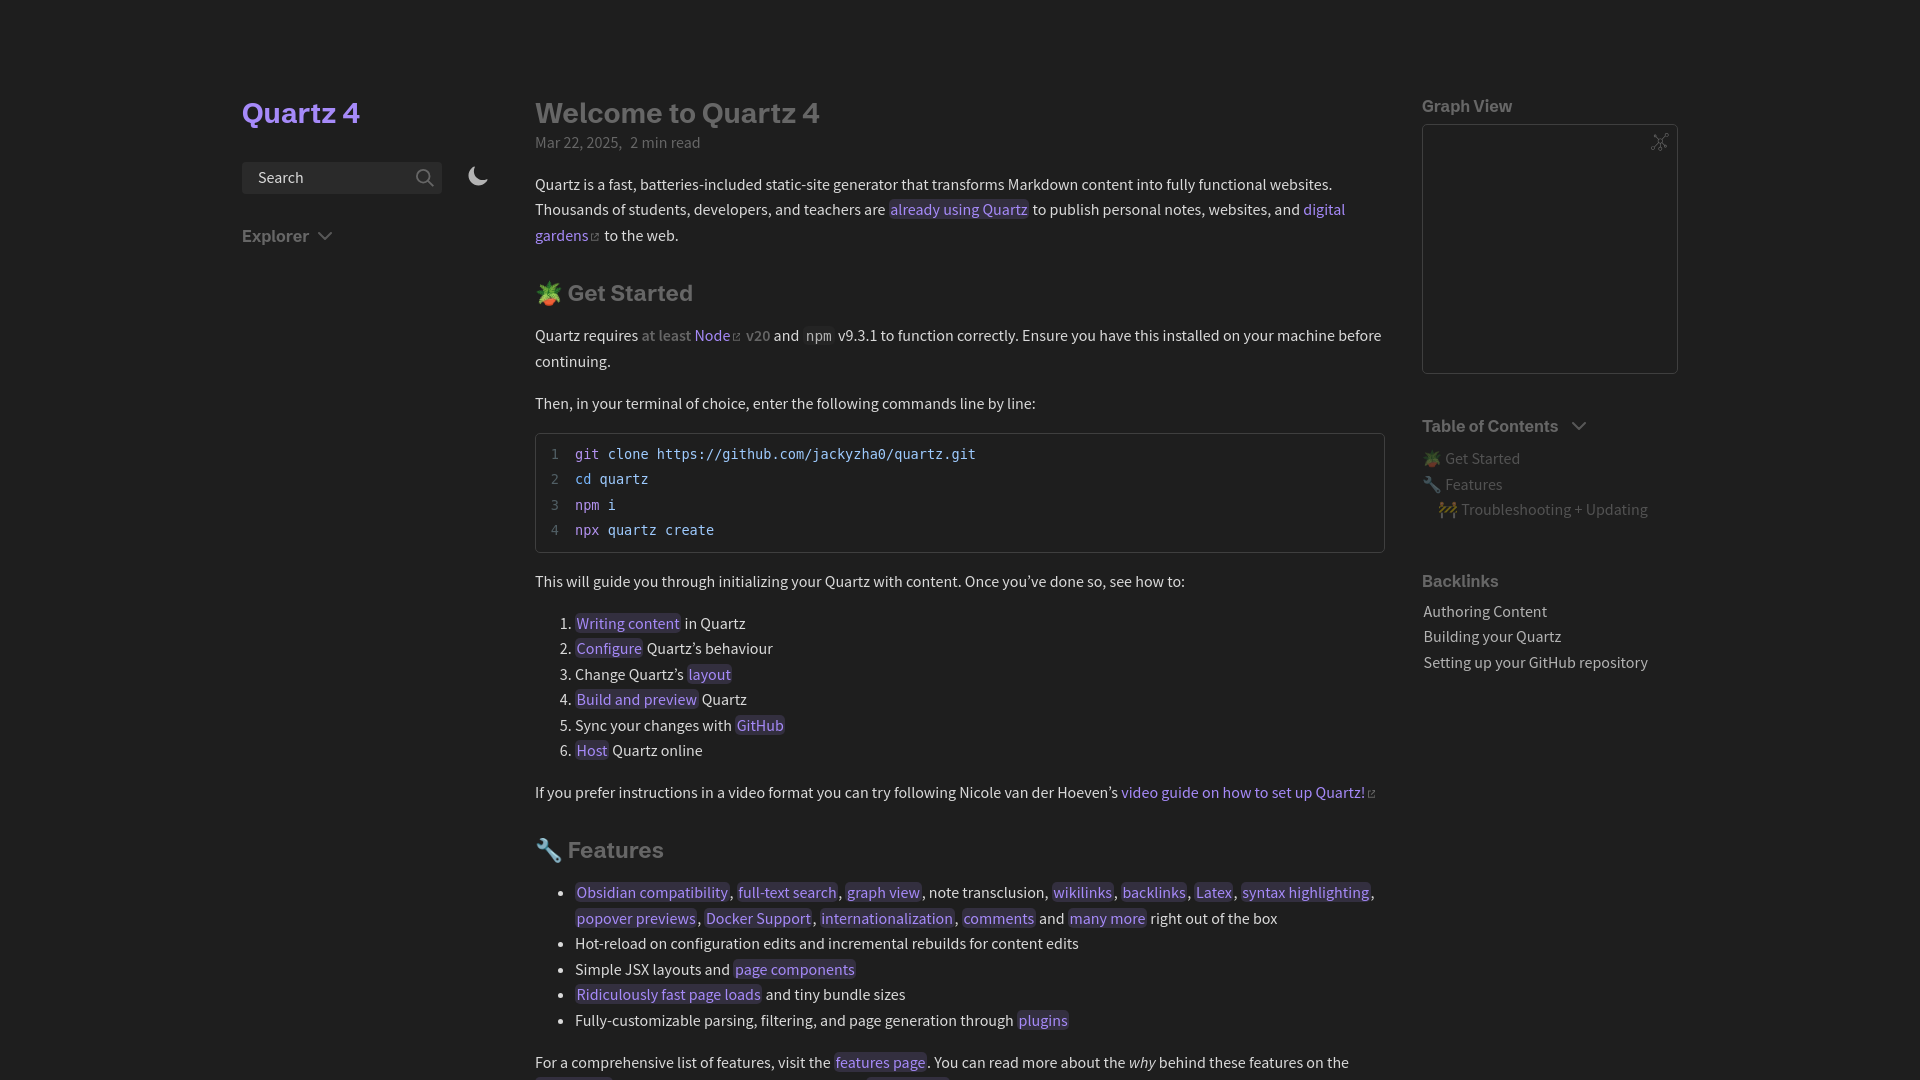 Quartz 4
Search
Explorer
Welcome to Quartz 4
Mar 22, 2025, 2 min read
Quartz is a fast, batteries-included static-site generator that transforms Markdown content into fully functional websites.
Thousands of students, developers, and teachers are already using Quartz to publish personal notes, websites, and digital
gardens to the web.
🪴 Get Started
Quartz requires at least Node v20 and npm v9.3.1 to function correctly. Ensure you have this installed on your machine before
continuing.
Then, in your terminal of choice, enter the following commands line by line:
1 git clone https://github.com/jackyzha0/quartz.git
2 cd quartz
3 npm i
4 npx quartz create
This will guide you through initializing your Quartz with content. Once you’ve done so, see how to:
1. Writing content in Quartz
2. Configure Quartz’s behaviour
3. Change Quartz’s layout
4. Build and preview Quartz
5. Sync your changes with GitHub
6. Host Quartz online
If you prefer instructions in a video format you can try following Nicole van der Hoeven’s video guide on how to set up Quartz!
🔧 Features
• Obsidian compatibility, full-text search, graph view, note transclusion, wikilinks, backlinks, Latex, syntax highlighting,
popover previews, Docker Support, internationalization, comments and many more right out of the box
• Hot-reload on configuration edits and incremental rebuilds for content edits
• Simple JSX layouts and page components
• Ridiculously fast page loads and tiny bundle sizes
• Fully-customizable parsing, filtering, and page generation through plugins
For a comprehensive list of features, visit the features page. You can read more about the why behind these features on the
Graph View
Table of Contents
🪴 Get Started
🔧 Features
🚧 Troubleshooting + Updating
Backlinks
Authoring Content
Building your Quartz
Setting up your GitHub repository